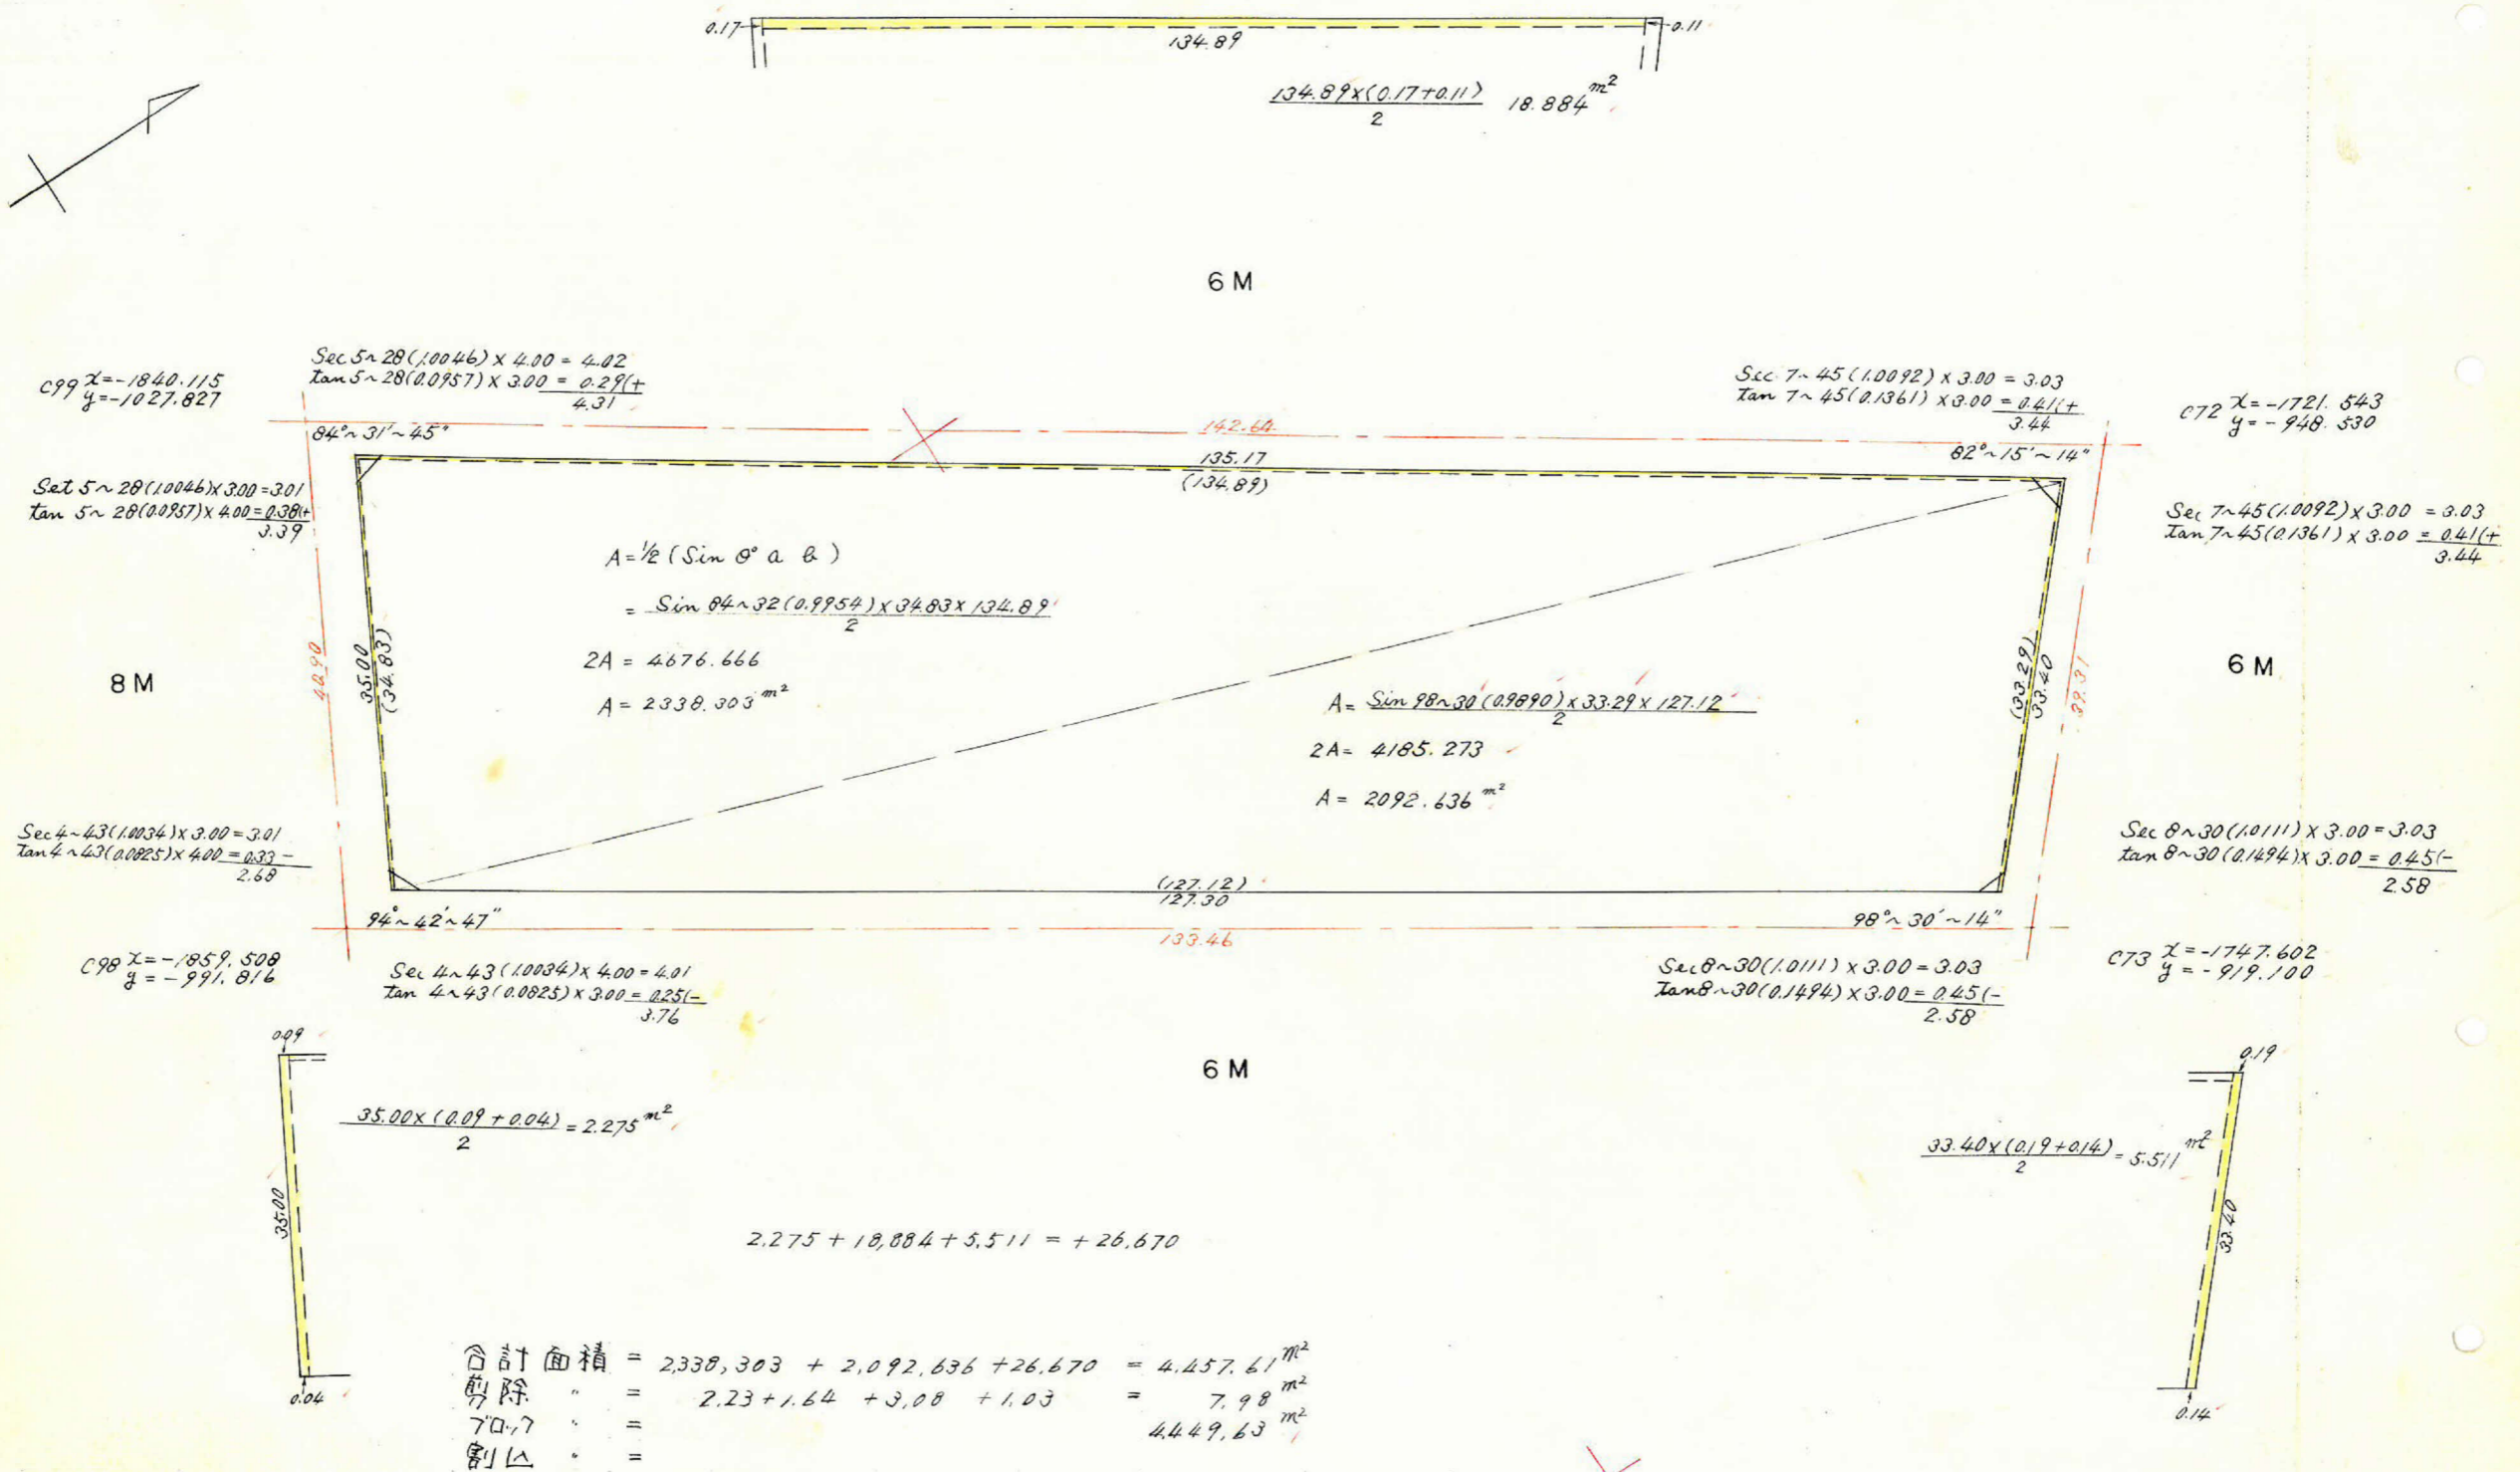 0.17
134.89
0.11
134.89×(0.17+0.11)
2
18.884 m²
6 M
C99 x=-1840.115
y=-1027.827
Sec 5~28(1.0046) × 4.00 = 4.02
tan 5~28(0.0957) × 3.00 = 0.29(+
4.31
Sec 7~45(1.0092) × 3.00 = 3.03
tan 7~45(0.1361) × 3.00 = 0.41(+
3.44
C72 x=-1721.543
y=-948.530
84°~31'~45"
142.64
135.17
(134.89)
82°~15'~14"
Set 5~28(1.0046)×3.00=3.01
tan 5~28(0.0957)×4.00=0.38(+
3.39
Sec 7~45(1.0092)×3.00 = 3.03
tan 7~45(0.1361)×3.00 = 0.41(+
3.44
A=1/2(Sin θ° a b)
= Sin 84~32(0.9954)×34.83×134.89
2
2A = 4676.666
A = 2338.303 m²
8 M
40.90
35.00
(34.83)
A= Sin 98~30(0.9890)×33.29×127.12
2
2A= 4185.273
A= 2092.636 m²
(33.29)
33.40
39.31
6 M
Sec 4~43(1.0034)×3.00=3.01
tan 4~43(0.0825)×4.00=0.33 -
2.68
Sec 8~30(1.0111)×3.00=3.03
tan 8~30(0.1494)×3.00=0.45(-
2.58
(127.12)
127.30
94°~42'~47"
133.46
98°~30'~14"
C98 x=-1859.508
y=-991.816
Sec 4~43(1.0034)×4.00=4.01
tan 4~43(0.0825)×3.00=0.25(-
3.76
Sec 8~30(1.0111)×3.00=3.03
Tan 8~30(0.1494)×3.00=0.45(-
2.58
C73 x=-1747.602
y=-919.100
6 M
0.09
35.00×(0.09+0.04)
2
=2.275 m²
35.00
0.04
0.19
33.40×(0.19+0.14)
2
=5.511 m²
33.40
0.14
2.275+18,884+5,511=+26,670
合計面積 = 2,338,303 + 2,092,636 +26,670 = 4,457.61 m²
剪除 〃 = 2.23+1.64 +3.08 +1.03 = 7.98 m²
ブロック 〃 = 4,449.63 m²
割込 〃 =